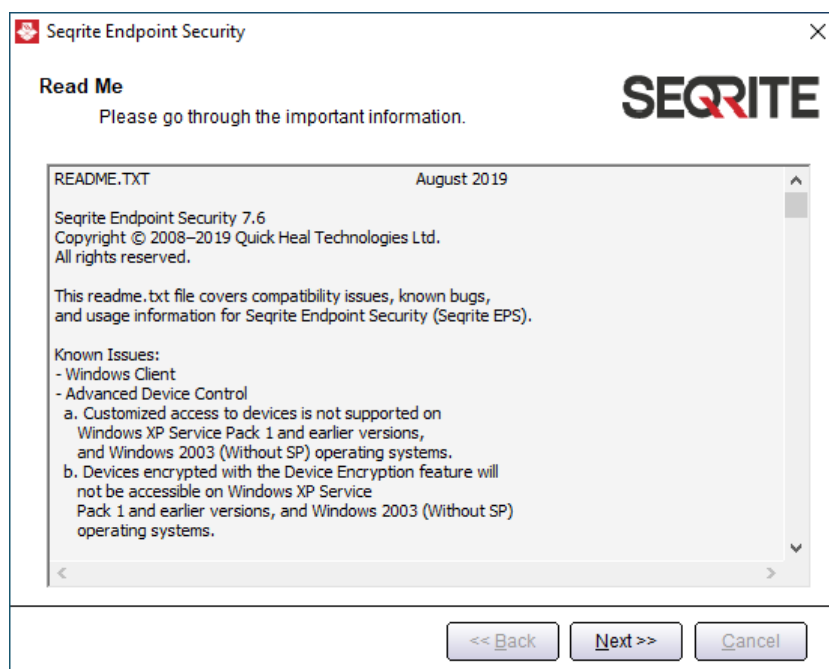 Seqrite Endpoint Security
Read Me
Please go through the important information.
SEQRITE
README.TXT August 2019
Seqrite Endpoint Security 7.6
Copyright © 2008–2019 Quick Heal Technologies Ltd.
All rights reserved.
This readme.txt file covers compatibility issues, known bugs,
and usage information for Seqrite Endpoint Security (Seqrite EPS).
Known Issues:
- Windows Client
- Advanced Device Control
a. Customized access to devices is not supported on
Windows XP Service Pack 1 and earlier versions,
and Windows 2003 (Without SP) operating systems.
b. Devices encrypted with the Device Encryption feature will
not be accessible on Windows XP Service
Pack 1 and earlier versions, and Windows 2003 (Without SP)
operating systems.
<< Back Next >> Cancel